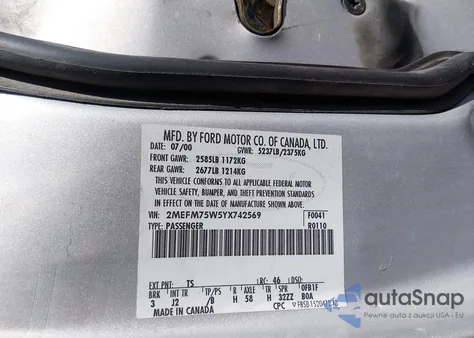 MFD. BY FORD MOTOR CO. OF CANADA, LTD.
DATE: 07/00 GVWR: 5237LB/2375KG
FRONT GAWR: 2585LB 1172KG
REAR GAWR: 2677LB 1214KG
THIS VEHICLE CONFORMS TO ALL APPLICABLE FEDERAL MOTOR
VEHICLE SAFETY, BUMPER, AND THEFT PREVENTION STANDARDS
IN EFFECT ON THE DATE OF MANUFACTURE SHOWN ABOVE.
VIN: 2MEFM75W5YX742569 F0041
TYPE: PASSENGER R0110
EXT PNT: TS RC: 46 DSO:
BRK INT TR TP/PS R AXLE TR SPR 0FB1F
3 J2 /B H 58 H 32ZZ B0A
MADE IN CANADA CPC
autoSnap
Pewne auto z aukcji USA i